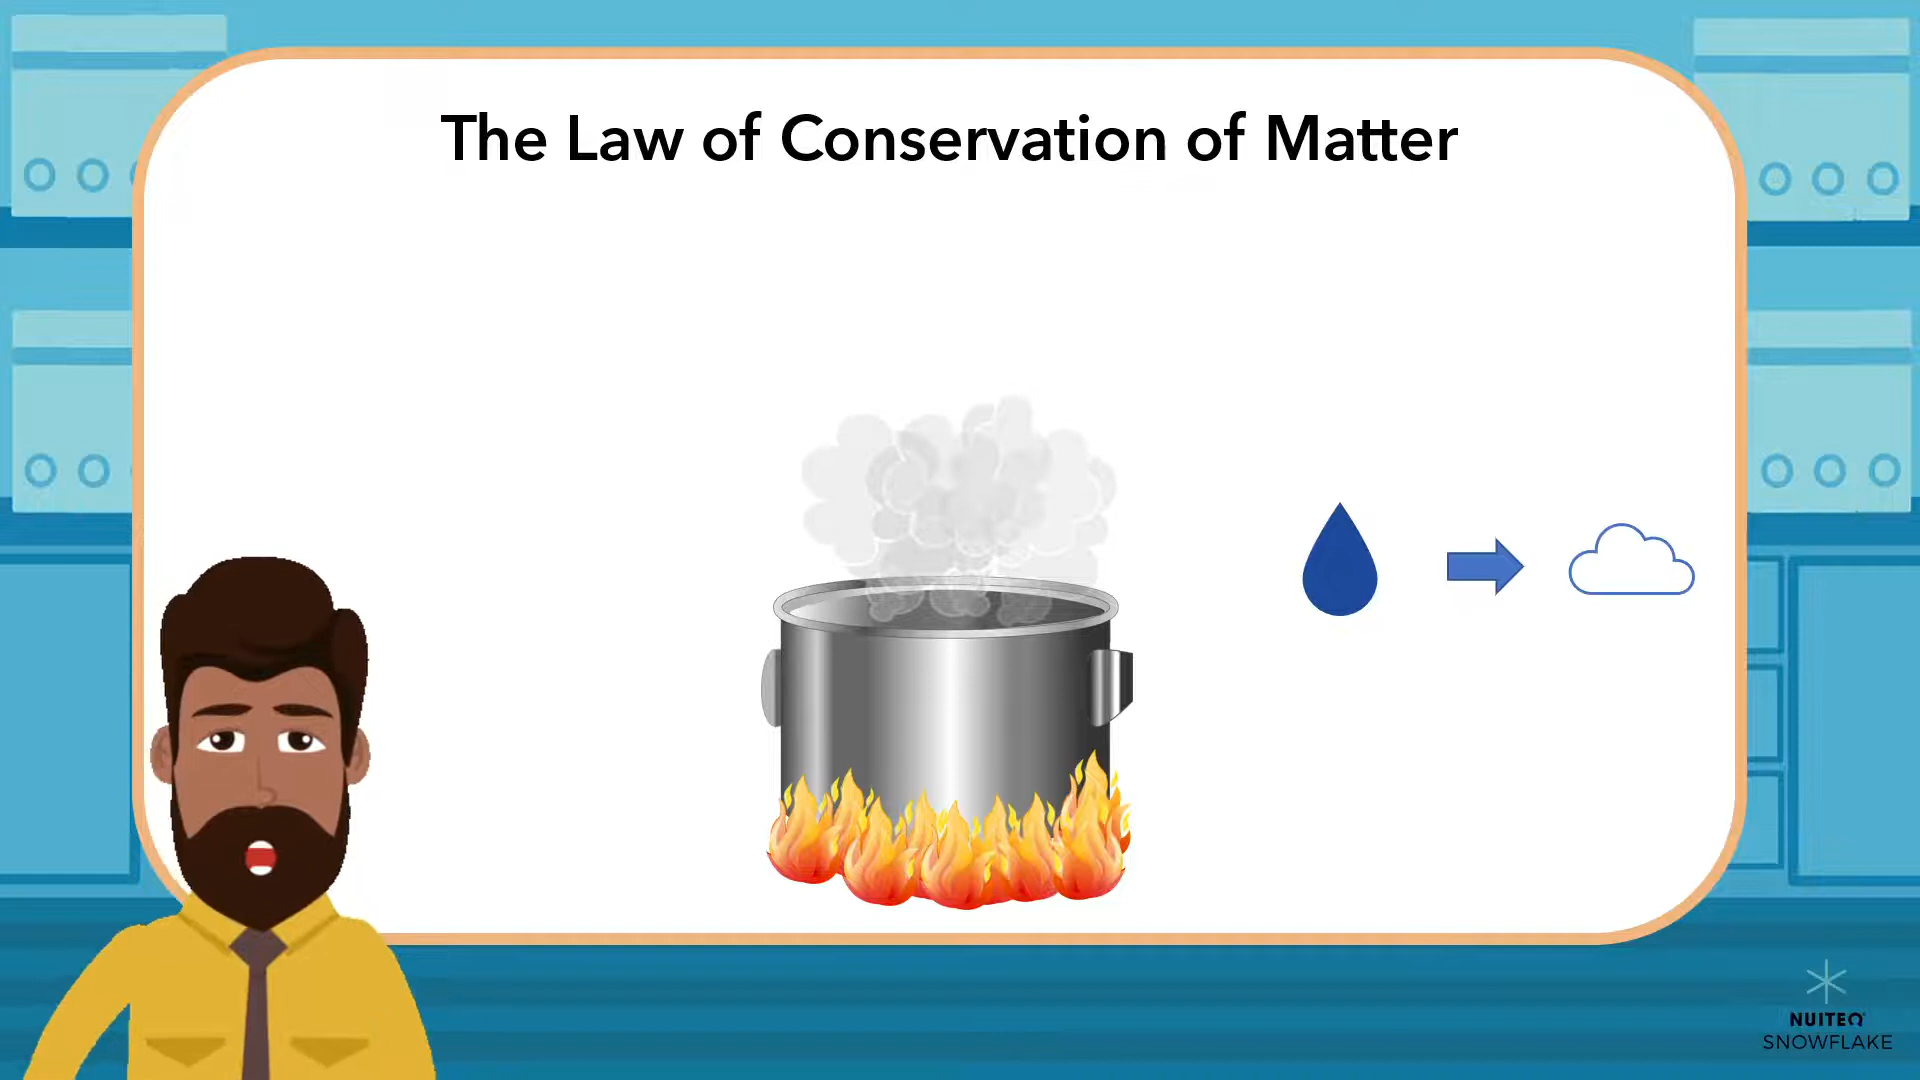 The Law of Conservation of Matter
NUITEQ
SNOWFLAKE